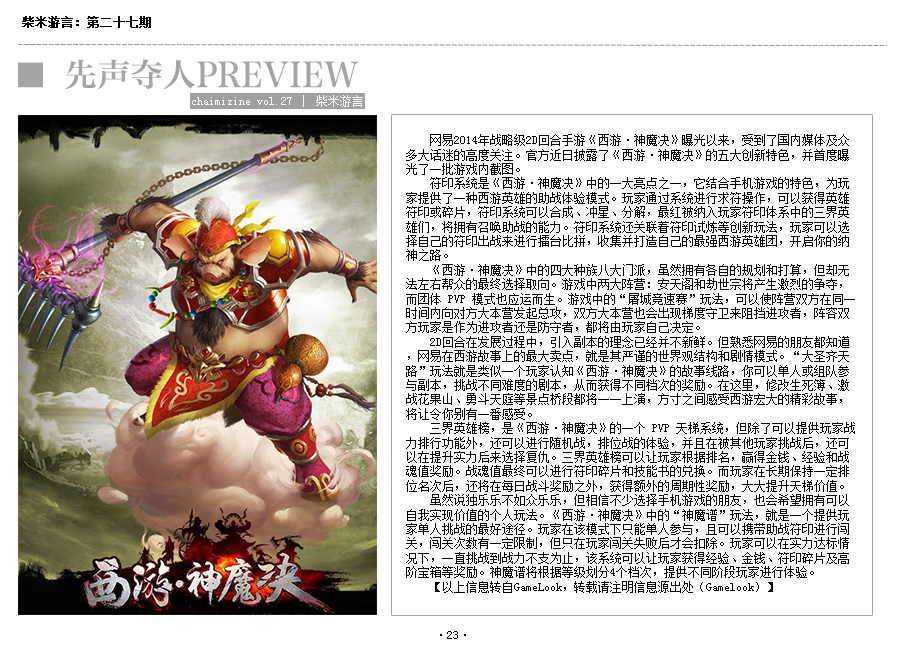 柴米游言：第二十七期
先声夺人PREVIEW
chaimizine vol.27 | 柴米游言
网易2014年战略级2D回合手游《西游·神魔决》曝光以来，受到了国内媒体及众
多大话迷的高度关注。官方近日披露了《西游·神魔决》的五大创新特色，并首度曝
光了一批游戏内截图。
符印系统是《西游·神魔决》中的一大亮点之一，它结合手机游戏的特色，为玩
家提供了一种西游英雄的助战体验模式。玩家通过系统进行求符操作，可以获得英雄
符印或碎片，符印系统可以合成、冲星、分解，最红被纳入玩家符印体系中的三界英
雄们，将拥有召唤助战的能力。符印系统还关联着符印试炼等创新玩法，玩家可以选
择自己的符印出战来进行擂台比拼，收集并打造自己的最强西游英雄团，开启你的纳
神之路。
《西游·神魔决》中的四大种族八大门派，虽然拥有各自的规划和打算，但却无
法左右帮众的最终选择取向。游戏中两大阵营：安天阁和劫世宗将产生激烈的争夺，
而团体 PVP 模式也应运而生。游戏中的“屠城竞速赛”玩法，可以使阵营双方在同一
时间内向对方大本营发起总攻，双方大本营也会出现梯度守卫来阻挡进攻者，阵容双
方玩家是作为进攻者还是防守者，都将由玩家自己决定。
2D回合在发展过程中，引入副本的理念已经并不新鲜。但熟悉网易的朋友都知道
，网易在西游故事上的最大卖点，就是其严谨的世界观结构和剧情模式。“大圣齐天
路”玩法就是类似一个玩家认知《西游·神魔决》的故事线路，你可以单人或组队参
与副本，挑战不同难度的剧本，从而获得不同档次的奖励。在这里，修改生死簿、激
战花果山、勇斗天庭等景点桥段都将一一上演，方寸之间感受西游宏大的精彩故事，
将让令你别有一番感受。
三界英雄榜，是《西游·神魔决》的一个 PVP 天梯系统，但除了可以提供玩家战
力排行功能外，还可以进行随机战，排位战的体验，并且在被其他玩家挑战后，还可
以在提升实力后来选择复仇。三界英雄榜可以让玩家根据排名，赢得金钱、经验和战
魂值奖励。战魂值最终可以进行符印碎片和技能书的兑换。而玩家在长期保持一定排
位名次后，还将在每日战斗奖励之外，获得额外的周期性奖励，大大提升天梯价值。
虽然说独乐乐不如众乐乐，但相信不少选择手机游戏的朋友，也会希望拥有可以
自我实现价值的个人玩法。《西游·神魔决》中的“神魔谱”玩法，就是一个提供玩
家单人挑战的最好途径。玩家在该模式下只能单人参与，且可以携带助战符印进行闯
关，闯关次数有一定限制，但只在玩家闯关失败后才会扣除。玩家可以在实力达标情
况下，一直挑战到战力不支为止，该系统可以让玩家获得经验、金钱、符印碎片及高
阶宝箱等奖励。神魔谱将根据等级划分4个档次，提供不同阶段玩家进行体验。
【以上信息转自GameLook，转载请注明信息源出处（Gamelook）】
西游·神魔决
·23·